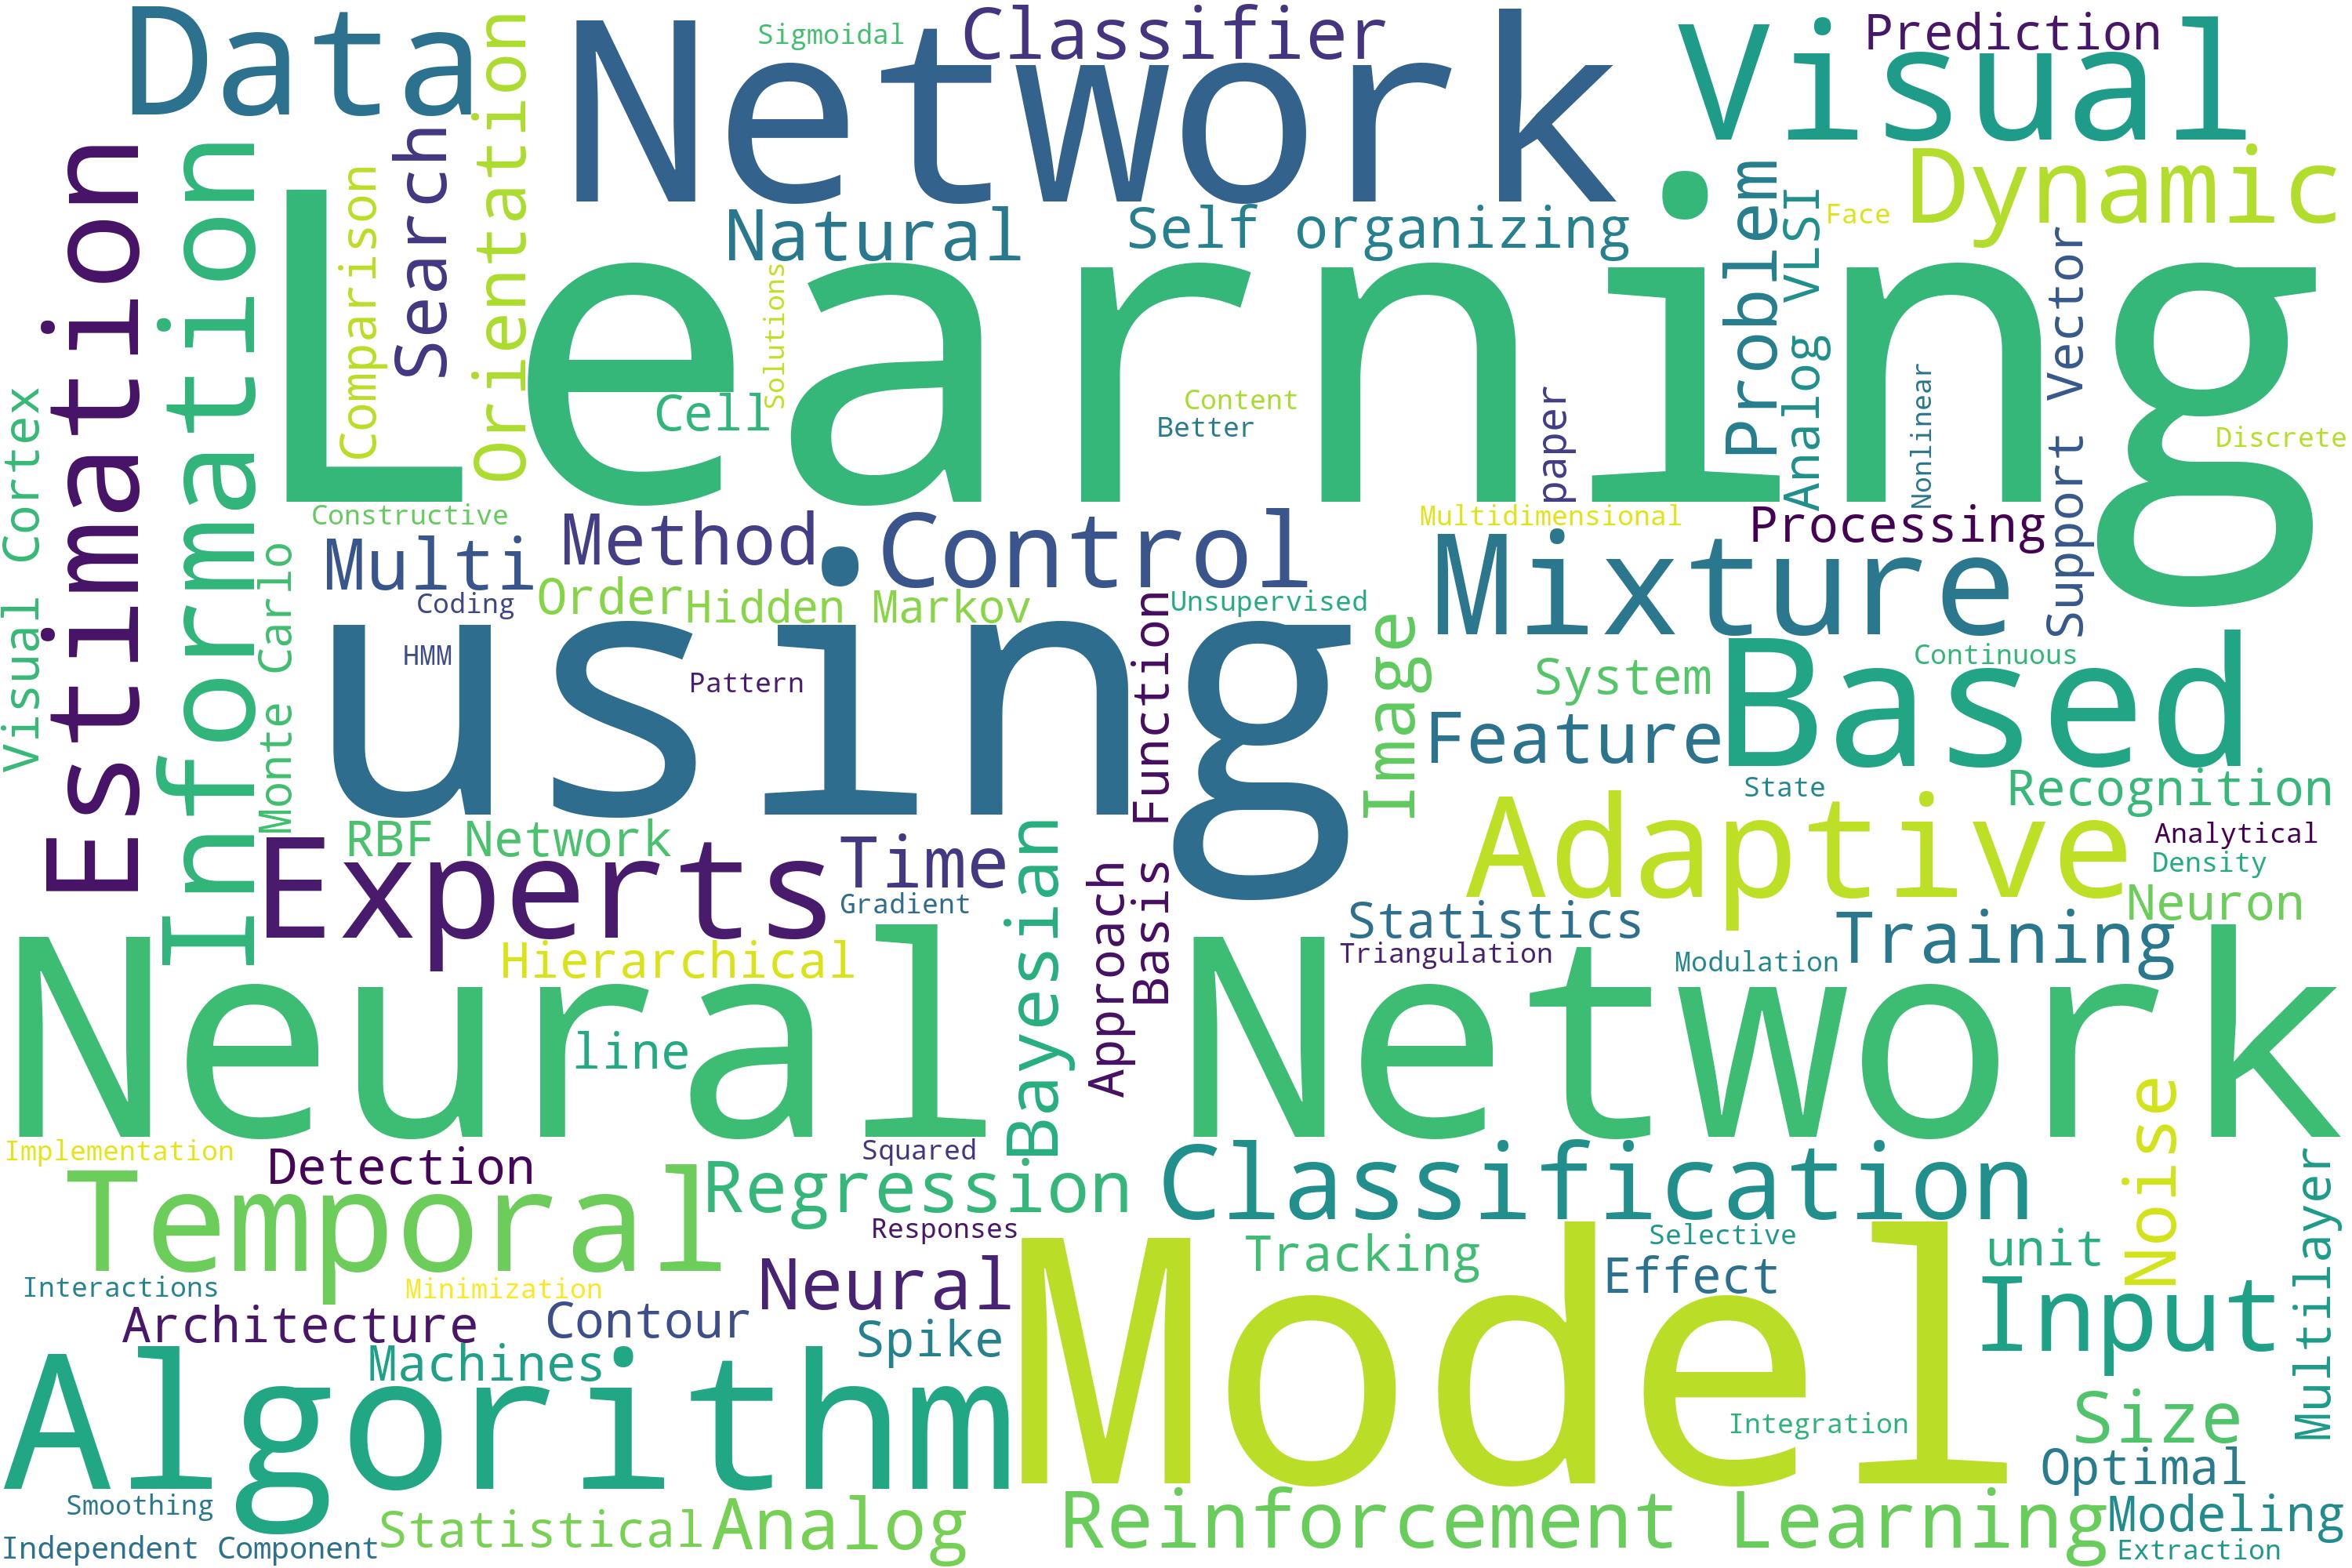 Data
Network
Sigmoidal
Classifier
Visual
Prediction
Estimation
Information
Comparison
Search
Orientation
Natural
Self organizing
Problem
Analog VLSI
Face
Dynamic
Learning
Solutions
Cell
Content
Better
paper
Nonlinear
Support Vector
Discrete
Visual Cortex
Monte Carlo
Constructive
Multi
Method
Control
Multidimensional
Processing
Mixture
Coding
Order
Hidden Markov
Unsupervised
HMM
using
Pattern
Basis Function
Image
System
Continuous
Based
Feature
State
Recognition
RBF Network
Experts
Time
Gradient
Bayesian
Approach
Adaptive
Analytical
Density
Neuron
Statistics
Triangulation
Modulation
Training
Hierarchical
Neural Network
line
Noise
Implementation
Detection
Temporal
Squared
Regression
Responses
Classification
Multilayer
Interactions
Minimization
Neural
Tracking
Selective
Effect
unit
Input
Architecture
Contour
Spike
Machines
Algorithm
Model
Integration
Size
Optimal
Smoothing
Statistical
Analog
Reinforcement Learning
Modeling
Independent Component
Extraction